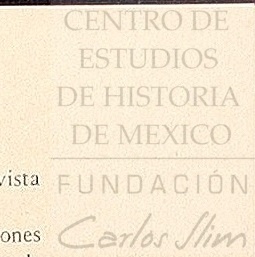 CENTRO DE
ESTUDIOS
DE HISTORIA
DE MEXICO
vista
FUNDACIÓN
ones
Carlos Slim